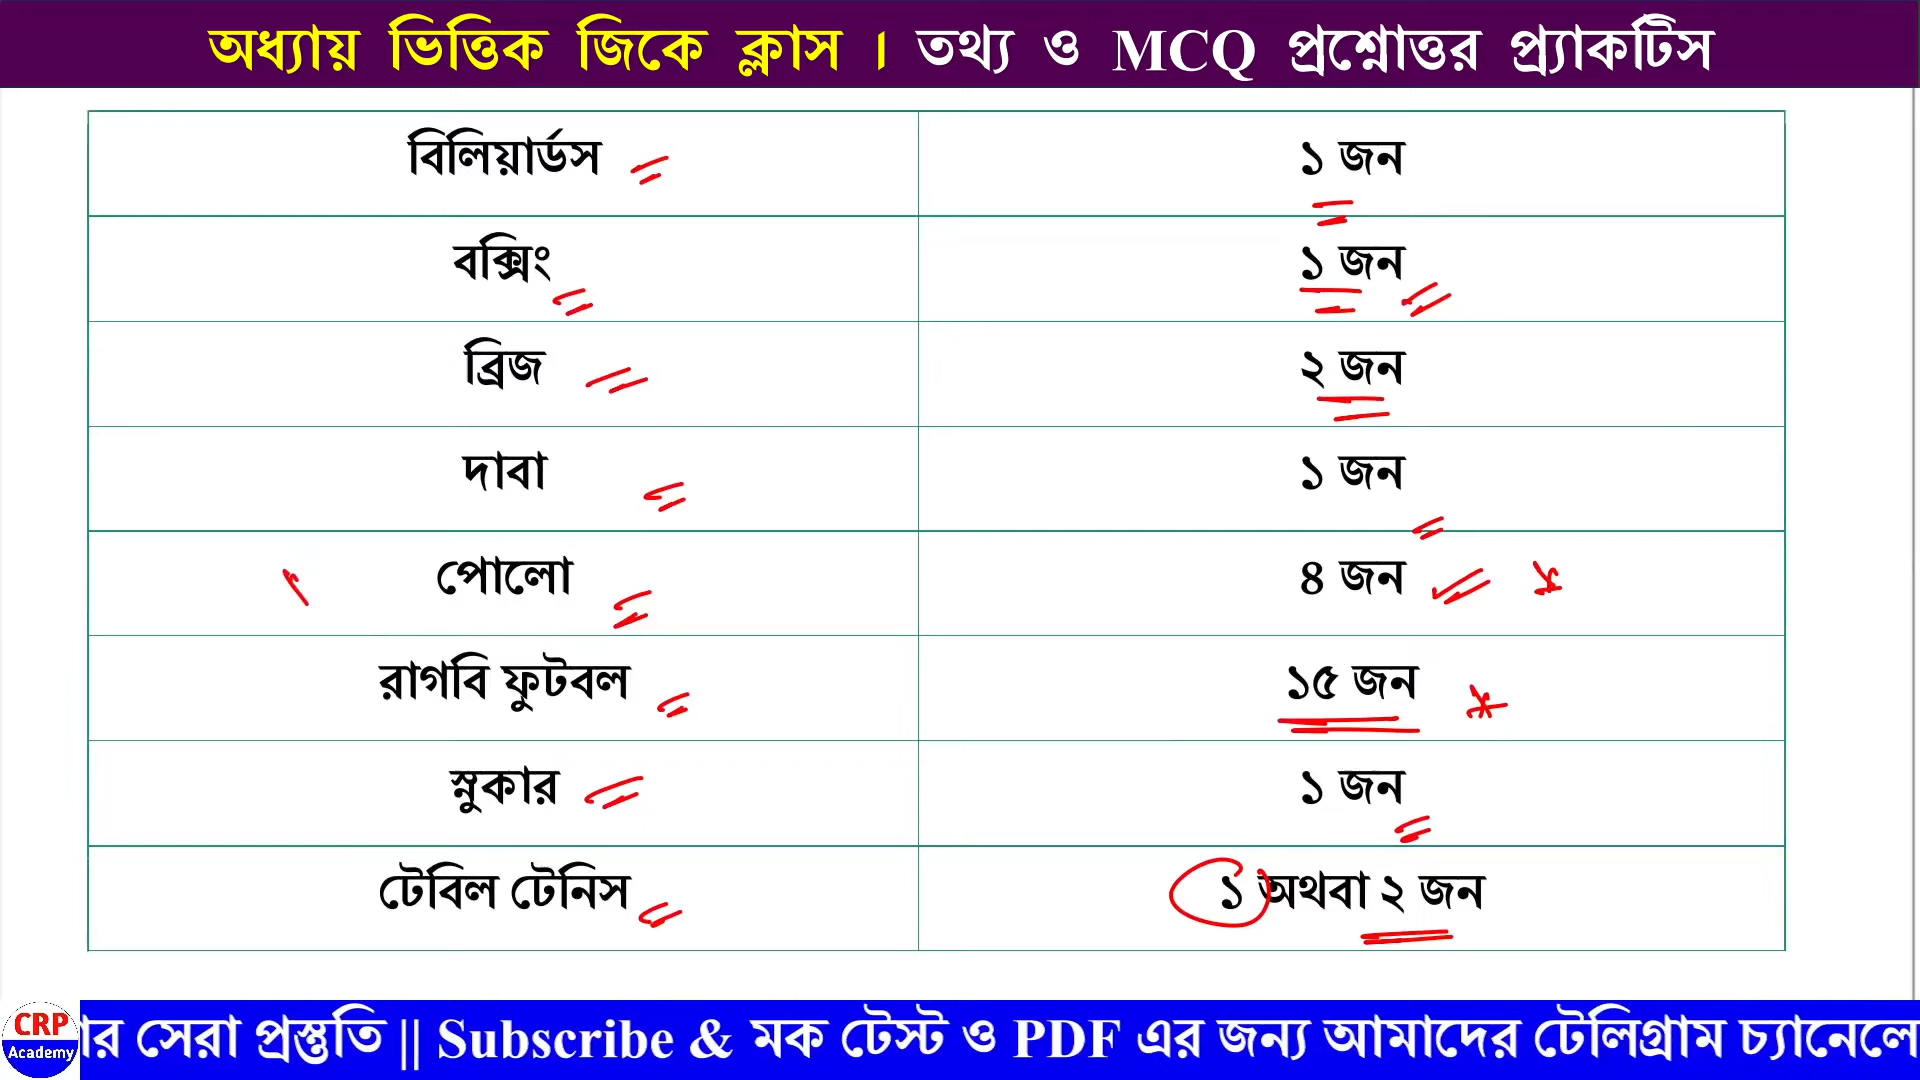 অধ্যায় ভিত্তিক জিকে ক্লাস । তথ্য ও MCQ প্রশ্নোত্তর প্র্যাকটিস
বিলিয়ার্ডস ১ জন
বক্সিং ১ জন
ব্রিজ ২ জন
দাবা ১ জন
পোলো 8 জন
রাগবি ফুটবল ১৫ জন
স্নুকার ১ জন
টেবিল টেনিস ১ অথবা ২ জন
CRP
Academy
সেরা প্রস্তুতি || Subscribe & মক টেস্ট ও PDF এর জন্য আমাদের টেলিগ্রাম চ্যানেলে